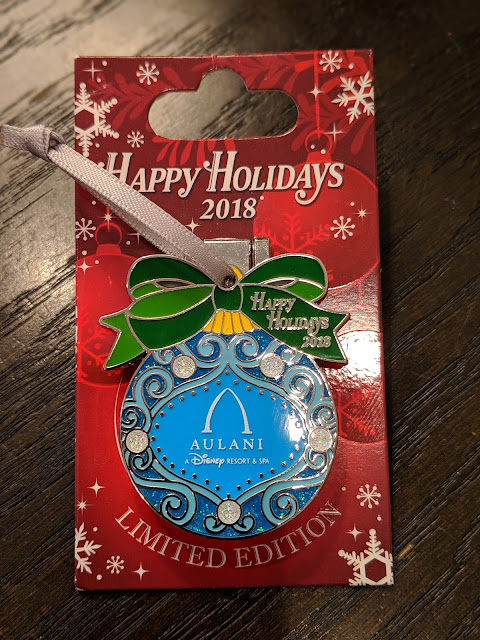 HAPPY HOLIDAYS
2018
HAPPY
HOLIDAYS
2018
AULANI
A Disney RESORT & SPA
LIMITED EDITION